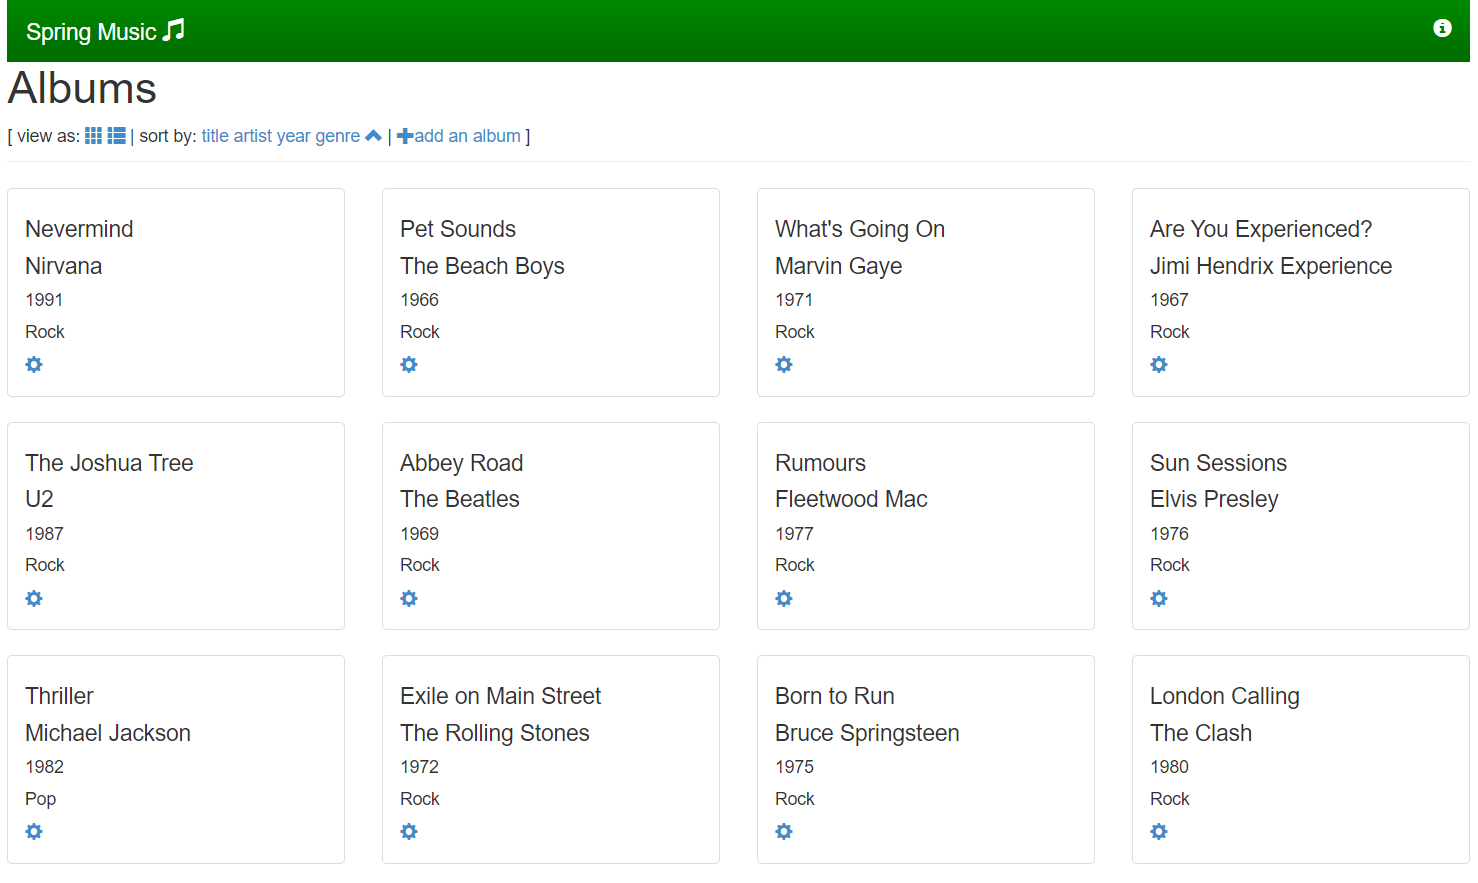 Spring Music
Albums
[ view as: | sort by: title artist year genre | add an album ]
Nevermind
Nirvana
1991
Rock
Pet Sounds
The Beach Boys
1966
Rock
What's Going On
Marvin Gaye
1971
Rock
Are You Experienced?
Jimi Hendrix Experience
1967
Rock
The Joshua Tree
U2
1987
Rock
Abbey Road
The Beatles
1969
Rock
Rumours
Fleetwood Mac
1977
Rock
Sun Sessions
Elvis Presley
1976
Rock
Thriller
Michael Jackson
1982
Pop
Exile on Main Street
The Rolling Stones
1972
Rock
Born to Run
Bruce Springsteen
1975
Rock
London Calling
The Clash
1980
Rock